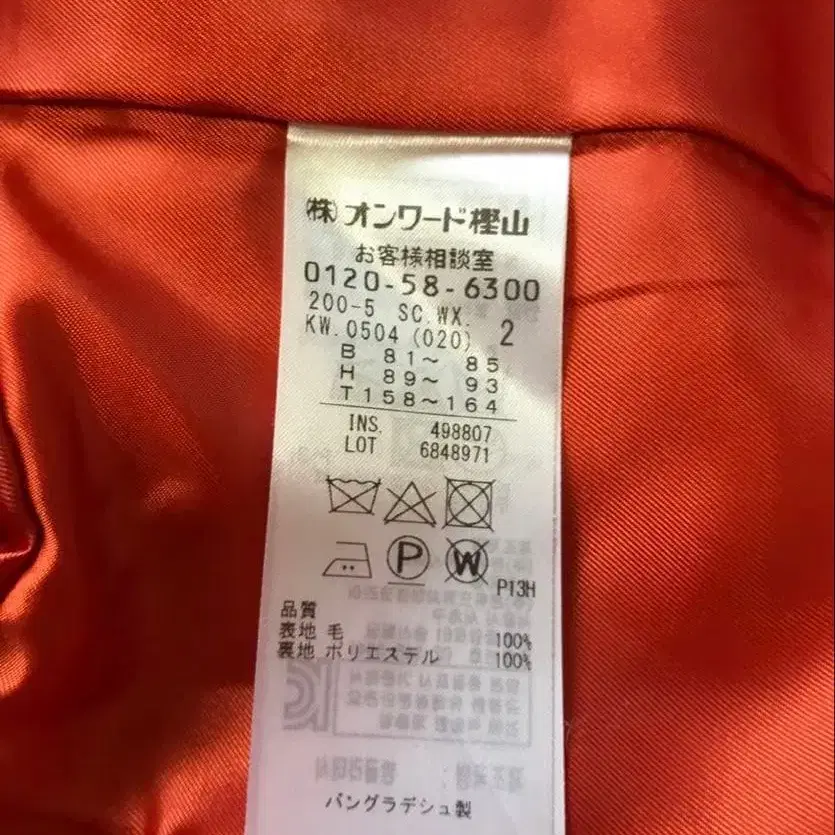 ㈱オンワード樫山
お客様相談室
0120-58-6300
200-5 SC.WX. 2
KW.0504 (020)
B 81～ 85
H 89～ 93
T 158～164
INS. 498807
LOT 6848971
P
W
P13H
品質
表地 毛 100%
裏地 ポリエステル 100%
バングラデシュ製